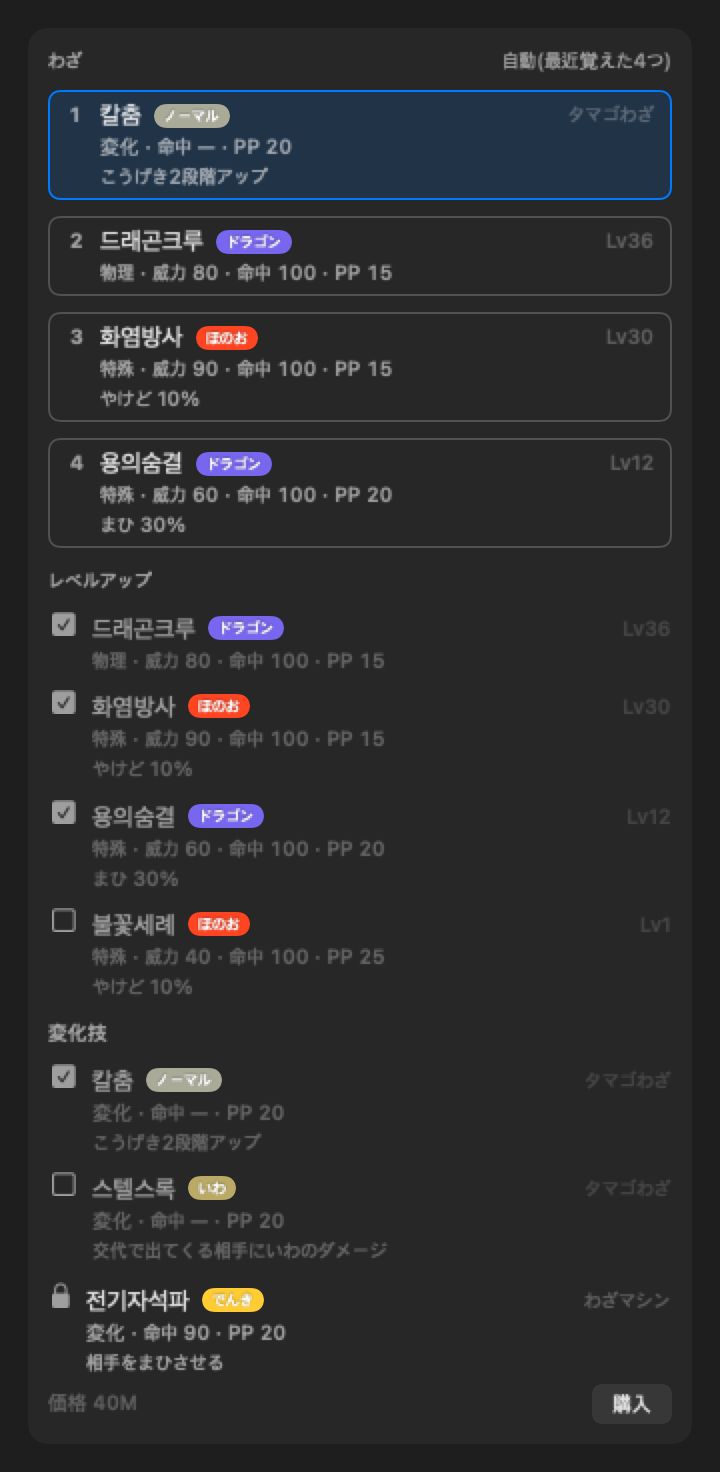 わざ 自動(最近覚えた4つ)
1 칼춤 ノーマル タマゴわざ
変化・命中 ー・PP 20
こうげき2段階アップ
2 드래곤크루 ドラゴン Lv36
物理・威力 80・命中 100・PP 15
3 화염방사 ほのお Lv30
特殊・威力 90・命中 100・PP 15
やけど 10%
4 용의숨결 ドラゴン Lv12
特殊・威力 60・命中 100・PP 20
まひ 30%
レベルアップ
드래곤크루 ドラゴン Lv36
物理・威力 80・命中 100・PP 15
화염방사 ほのお Lv30
特殊・威力 90・命中 100・PP 15
やけど 10%
용의숨결 ドラゴン Lv12
特殊・威力 60・命中 100・PP 20
まひ 30%
불꽃세례 ほのお Lv1
特殊・威力 40・命中 100・PP 25
やけど 10%
変化技
칼춤 ノーマル タマゴわざ
変化・命中 ー・PP 20
こうげき2段階アップ
스텔스록 いわ タマゴわざ
変化・命中 ー・PP 20
交代で出てくる相手にいわのダメージ
전기자석파 でんき わざマシン
変化・命中 90・PP 20
相手をまひさせる
価格 40M 購入